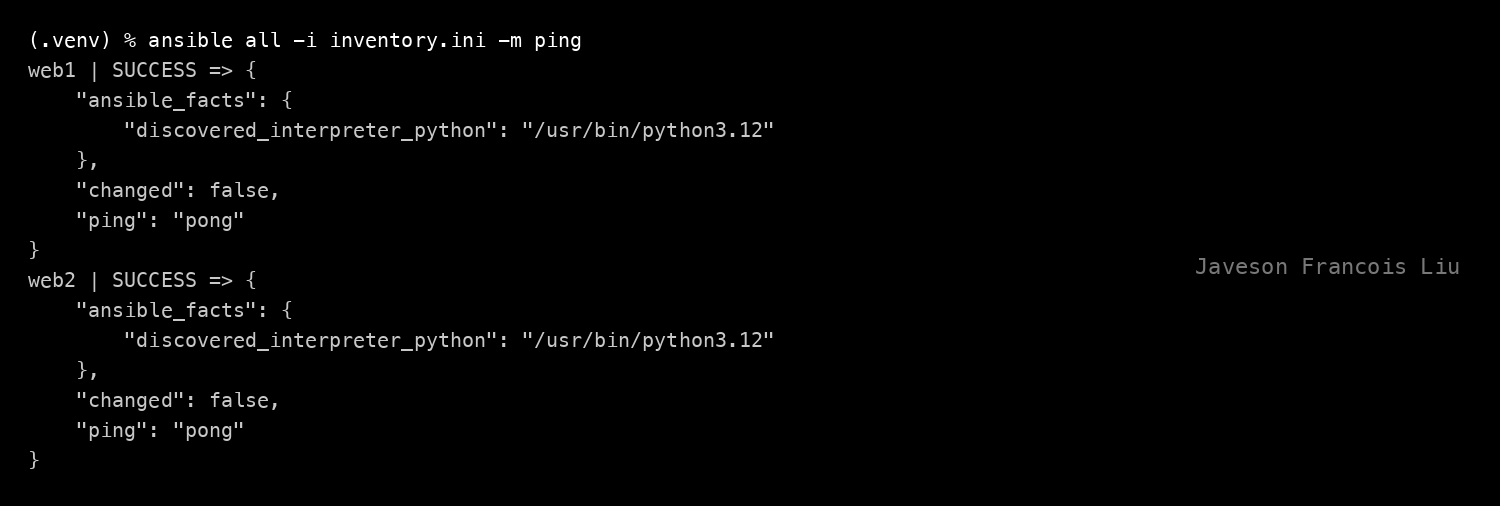 (.venv) % ansible all -i inventory.ini -m ping
web1 | SUCCESS => {
    "ansible_facts": {
        "discovered_interpreter_python": "/usr/bin/python3.12"
    },
    "changed": false,
    "ping": "pong"
}
web2 | SUCCESS => {
    "ansible_facts": {
        "discovered_interpreter_python": "/usr/bin/python3.12"
    },
    "changed": false,
    "ping": "pong"
}
Javeson Francois Liu